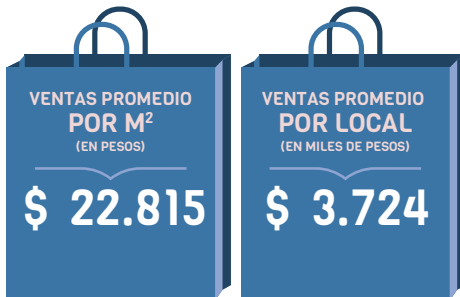 VENTAS PROMEDIO
POR M²
(EN PESOS)
$ 22.815
VENTAS PROMEDIO
POR LOCAL
(EN MILES DE PESOS)
$ 3.724